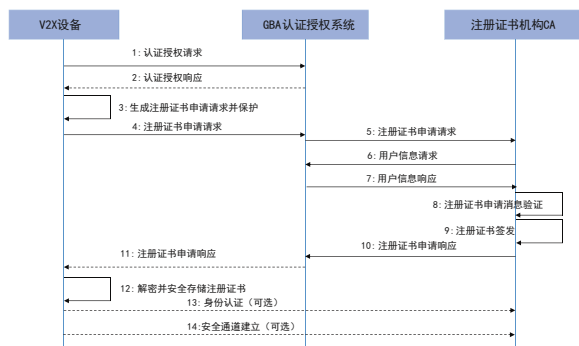 V2X设备
GBA认证授权系统
注册证书机构CA
1: 认证授权请求
2: 认证授权响应
3: 生成注册证书申请请求并保护
4: 注册证书申请请求
5: 注册证书申请请求
6: 用户信息请求
7: 用户信息响应
8: 注册证书申请消息验证
9: 注册证书签发
10: 注册证书申请响应
11: 注册证书申请响应
12: 解密并安全存储注册证书
13: 身份认证（可选）
14:安全通道建立（可选）